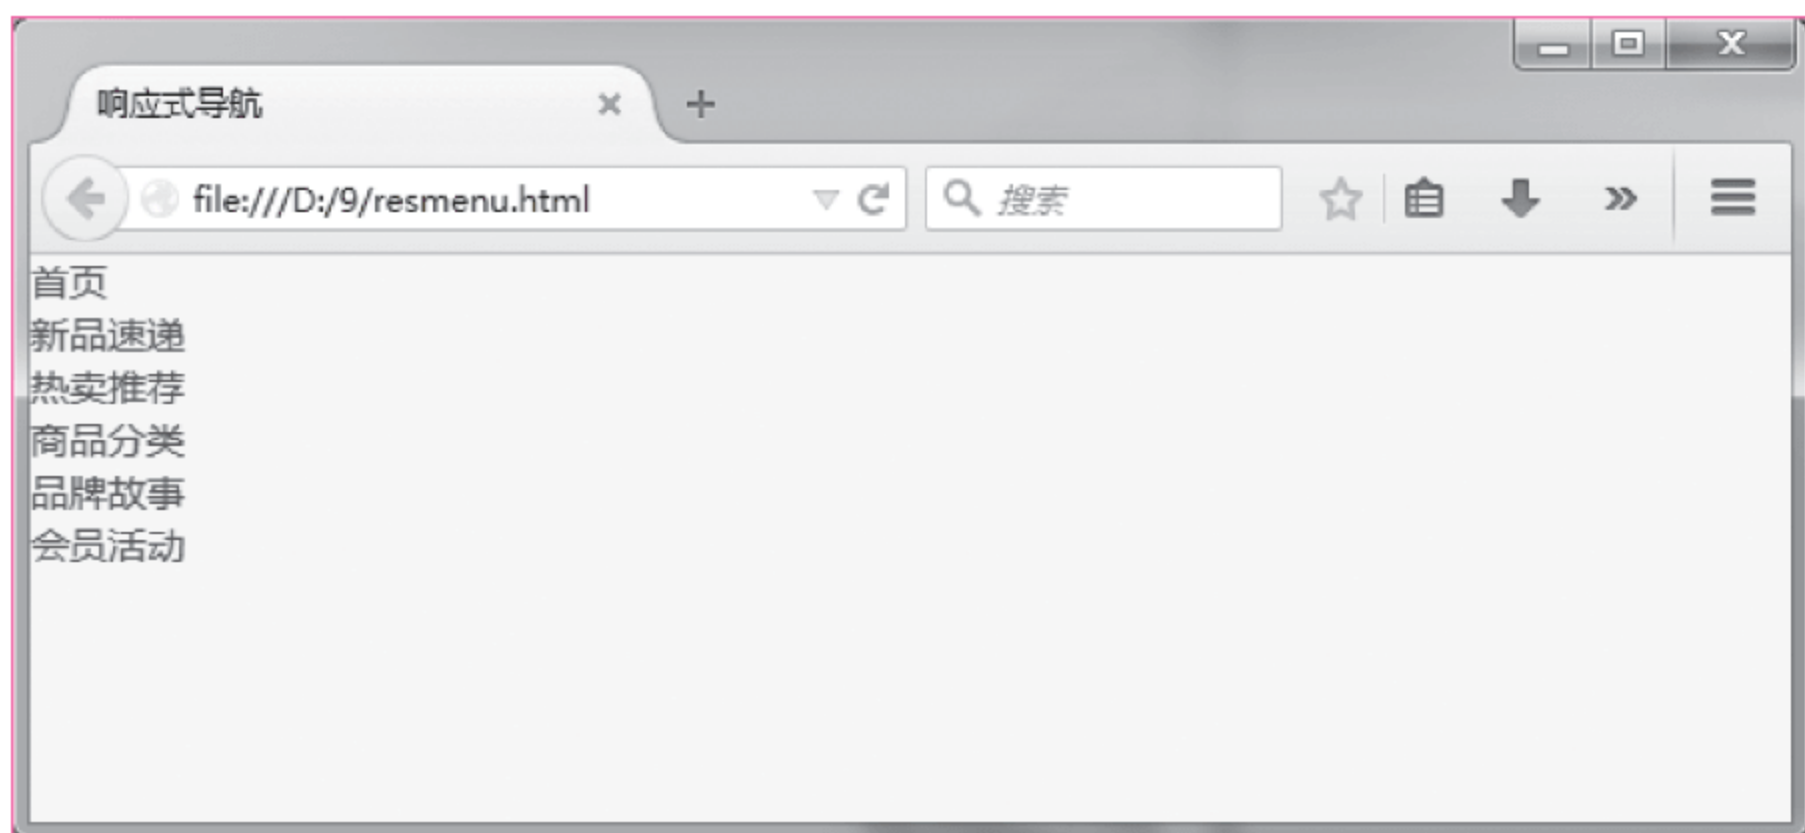 响应式导航
file:///D:/9/resmenu.html
搜索
首页
新品速递
热卖推荐
商品分类
品牌故事
会员活动